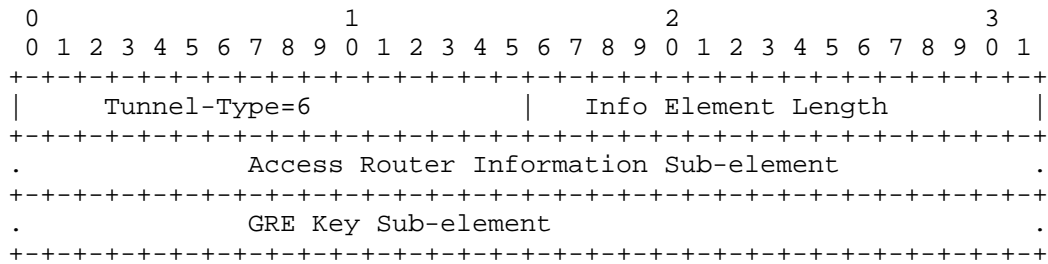 0                   1                   2                   3
 0 1 2 3 4 5 6 7 8 9 0 1 2 3 4 5 6 7 8 9 0 1 2 3 4 5 6 7 8 9 0 1
+-+-+-+-+-+-+-+-+-+-+-+-+-+-+-+-+-+-+-+-+-+-+-+-+-+-+-+-+-+-+-+-+
|     Tunnel-Type=6             |   Info Element Length         |
+-+-+-+-+-+-+-+-+-+-+-+-+-+-+-+-+-+-+-+-+-+-+-+-+-+-+-+-+-+-+-+-+
.              Access Router Information Sub-element            .
+-+-+-+-+-+-+-+-+-+-+-+-+-+-+-+-+-+-+-+-+-+-+-+-+-+-+-+-+-+-+-+-+
.              GRE Key Sub-element                              .
+-+-+-+-+-+-+-+-+-+-+-+-+-+-+-+-+-+-+-+-+-+-+-+-+-+-+-+-+-+-+-+-+